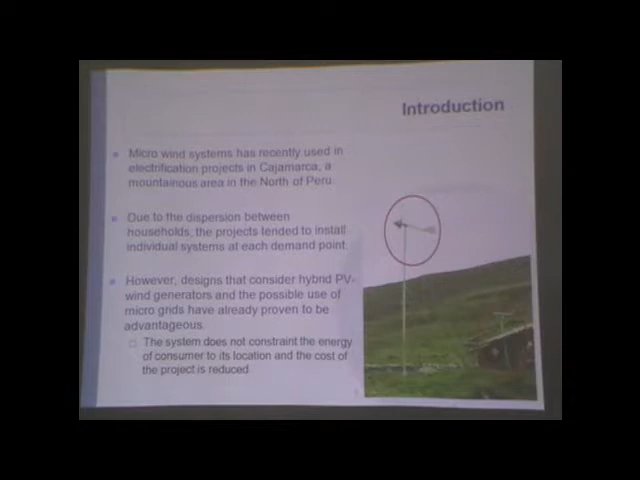 Introduction
Micro wind systems has recently used in
electrification projects in Cajamarca, a
mountainous area in the North of Peru.
Due to the dispersion between
households, the projects tended to install
individual systems at each demand point.
However, designs that consider hybrid PV-
wind generators and the possible use of
micro grids have already proven to be
advantageous.
The system does not constraint the energy
of consumer to its location and the cost of
the project is reduced